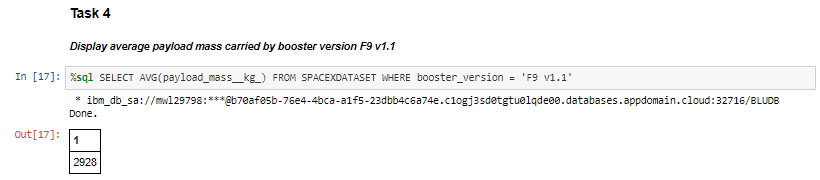 Task 4
Display average payload mass carried by booster version F9 v1.1
In [17]: %sql SELECT AVG(payload_mass__kg_) FROM SPACEXDATASET WHERE booster_version = 'F9 v1.1'
* ibm_db_sa://mwl29798:***@b70af05b-76e4-4bca-a1f5-23dbb4c6a74e.c1ogj3sd0tgtu0lqde00.databases.appdomain.cloud:32716/BLUDB
Done.
Out[17]: 1
2928